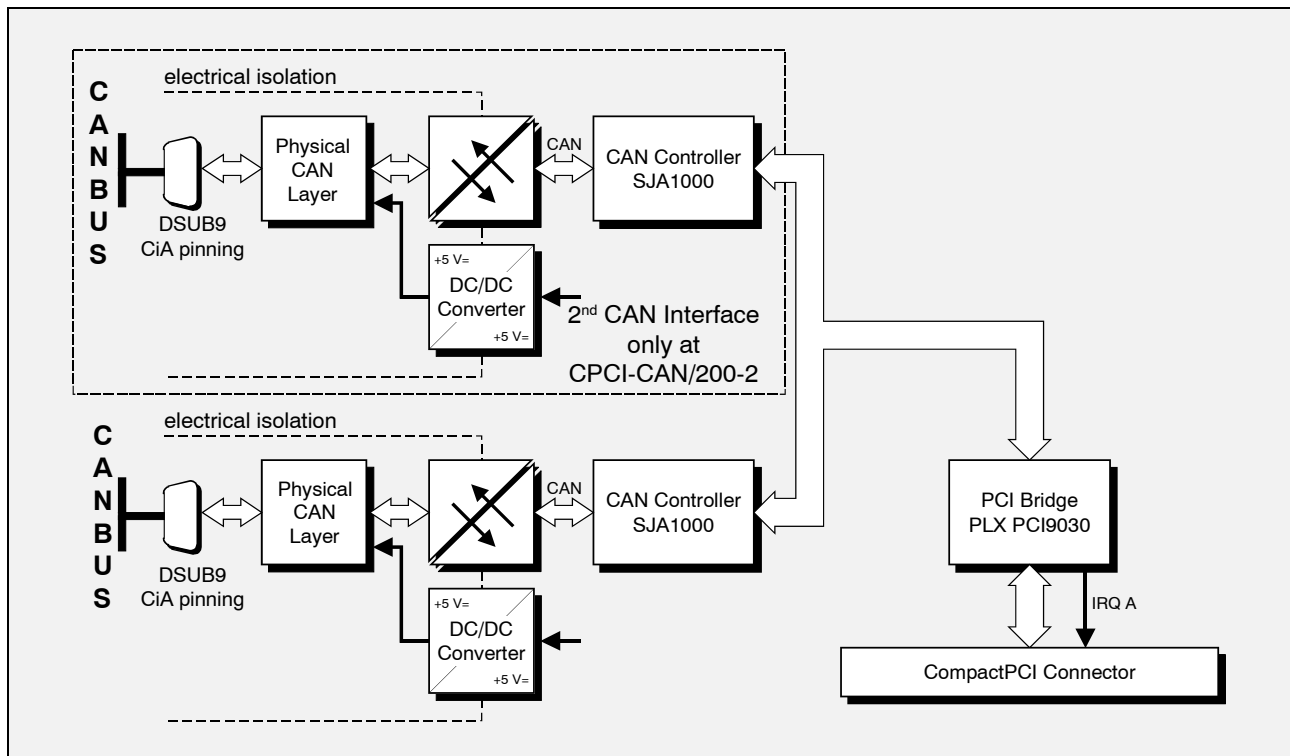 CANBUS
electrical isolation
DSUB9
CiA pinning
Physical
CAN
Layer
CAN
CAN Controller
SJA1000
+5 V=
DC/DC
Converter
+5 V=
2nd CAN Interface
only at
CPCI-CAN/200-2
CANBUS
electrical isolation
DSUB9
CiA pinning
Physical
CAN
Layer
CAN
CAN Controller
SJA1000
+5 V=
DC/DC
Converter
+5 V=
PCI Bridge
PLX PCI9030
IRQ A
CompactPCI Connector